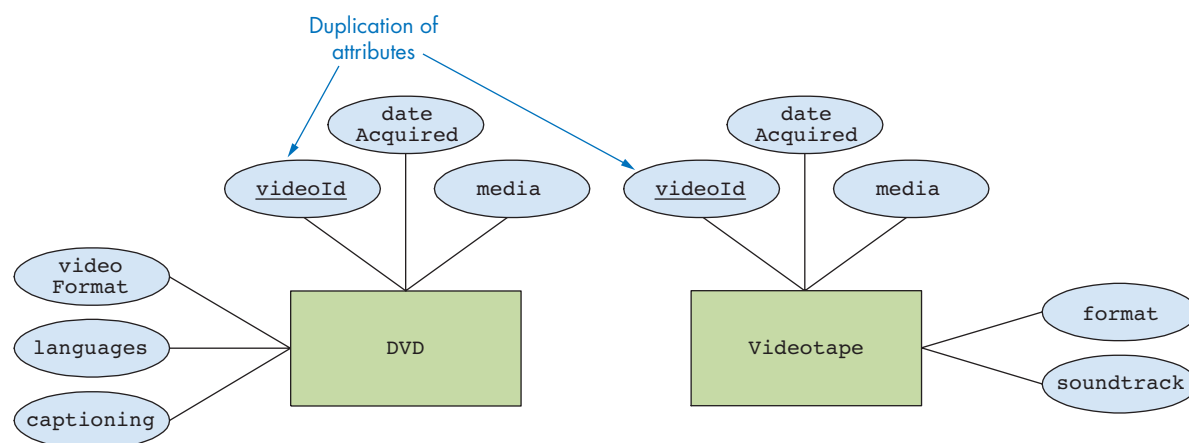 Duplication of
attributes
date
Acquired
date
Acquired
videoId
media
videoId
media
video
Format
languages
captioning
DVD
Videotape
format
soundtrack